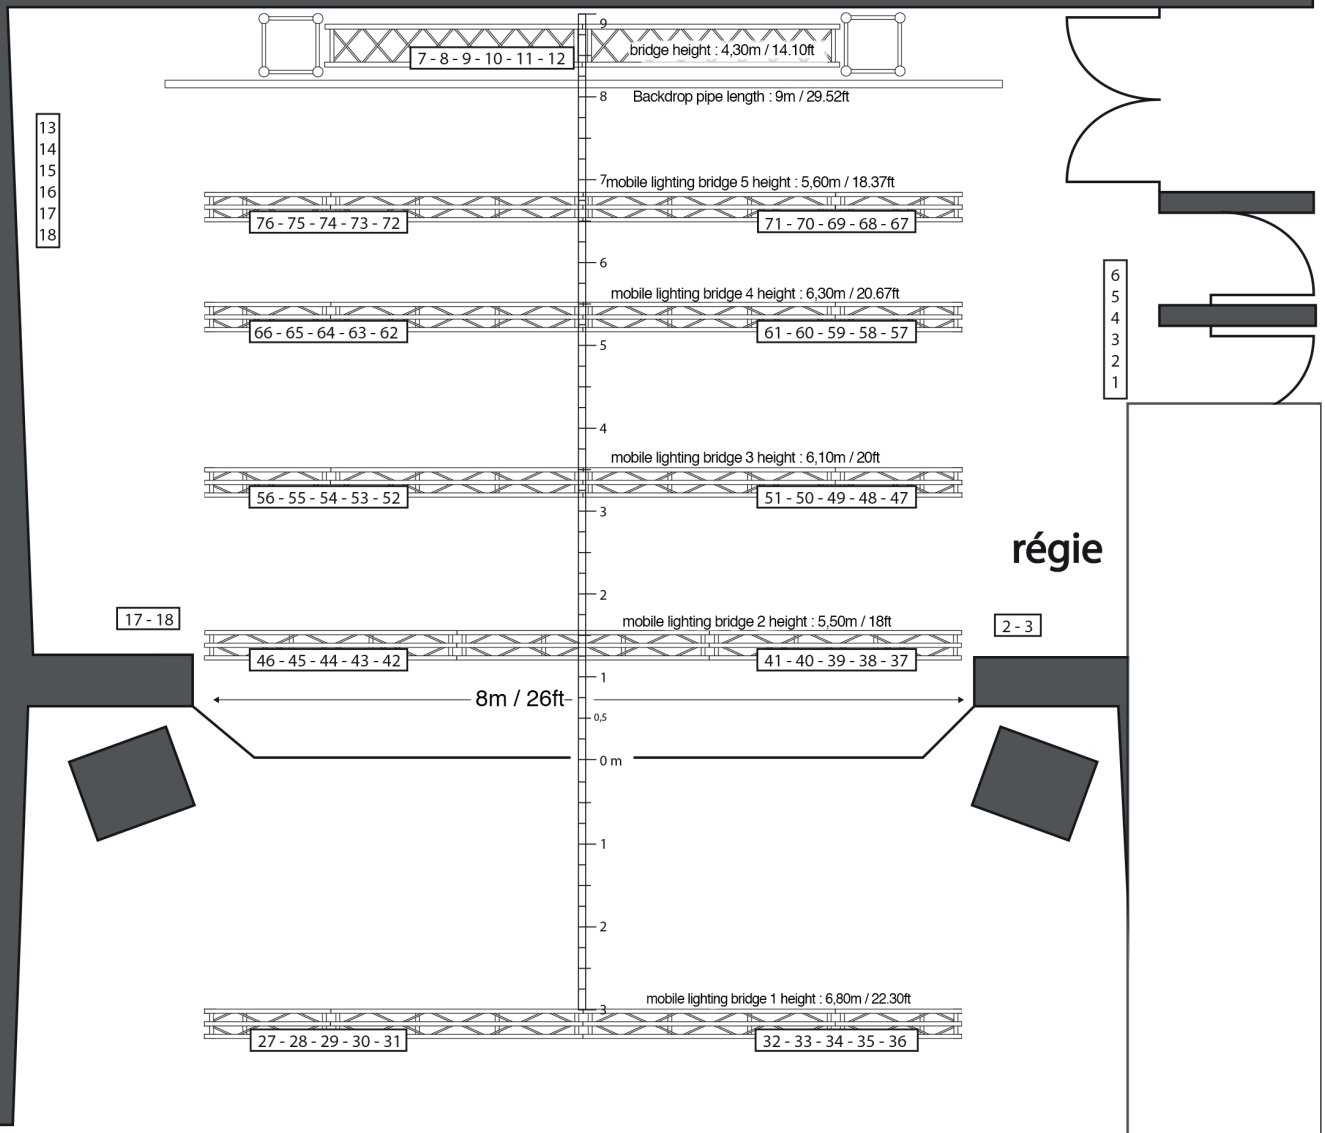 9
bridge height : 4,30m / 14.10ft
7 - 8 - 9 - 10 - 11 - 12
8
Backdrop pipe length : 9m / 29.52ft
13
14
15
16
17
18
7
mobile lighting bridge 5 height : 5,60m / 18.37ft
76 - 75 - 74 - 73 - 72
71 - 70 - 69 - 68 - 67
6
6
5
4
3
2
1
mobile lighting bridge 4 height : 6,30m / 20.67ft
66 - 65 - 64 - 63 - 62
61 - 60 - 59 - 58 - 57
5
4
mobile lighting bridge 3 height : 6,10m / 20ft
56 - 55 - 54 - 53 - 52
51 - 50 - 49 - 48 - 47
3
régie
2
17 - 18
mobile lighting bridge 2 height : 5,50m / 18ft
2 - 3
46 - 45 - 44 - 43 - 42
41 - 40 - 39 - 38 - 37
1
8m / 26ft
0,5
0 m
1
2
mobile lighting bridge 1 height : 6,80m / 22.30ft
3
27 - 28 - 29 - 30 - 31
32 - 33 - 34 - 35 - 36